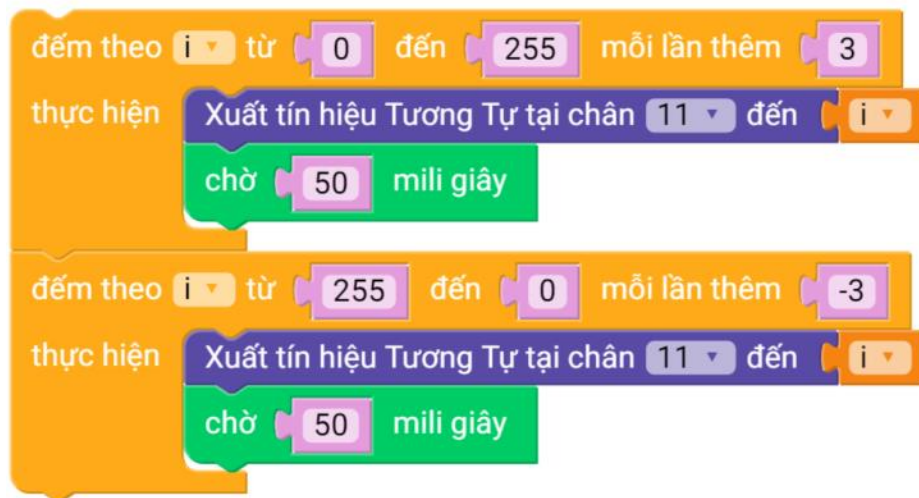 đếm theo i từ 0 đến 255 mỗi lần thêm 3
thực hiện Xuất tín hiệu Tương Tự tại chân 11 đến i
chờ 50 mili giây
đếm theo i từ 255 đến 0 mỗi lần thêm -3
thực hiện Xuất tín hiệu Tương Tự tại chân 11 đến i
chờ 50 mili giây